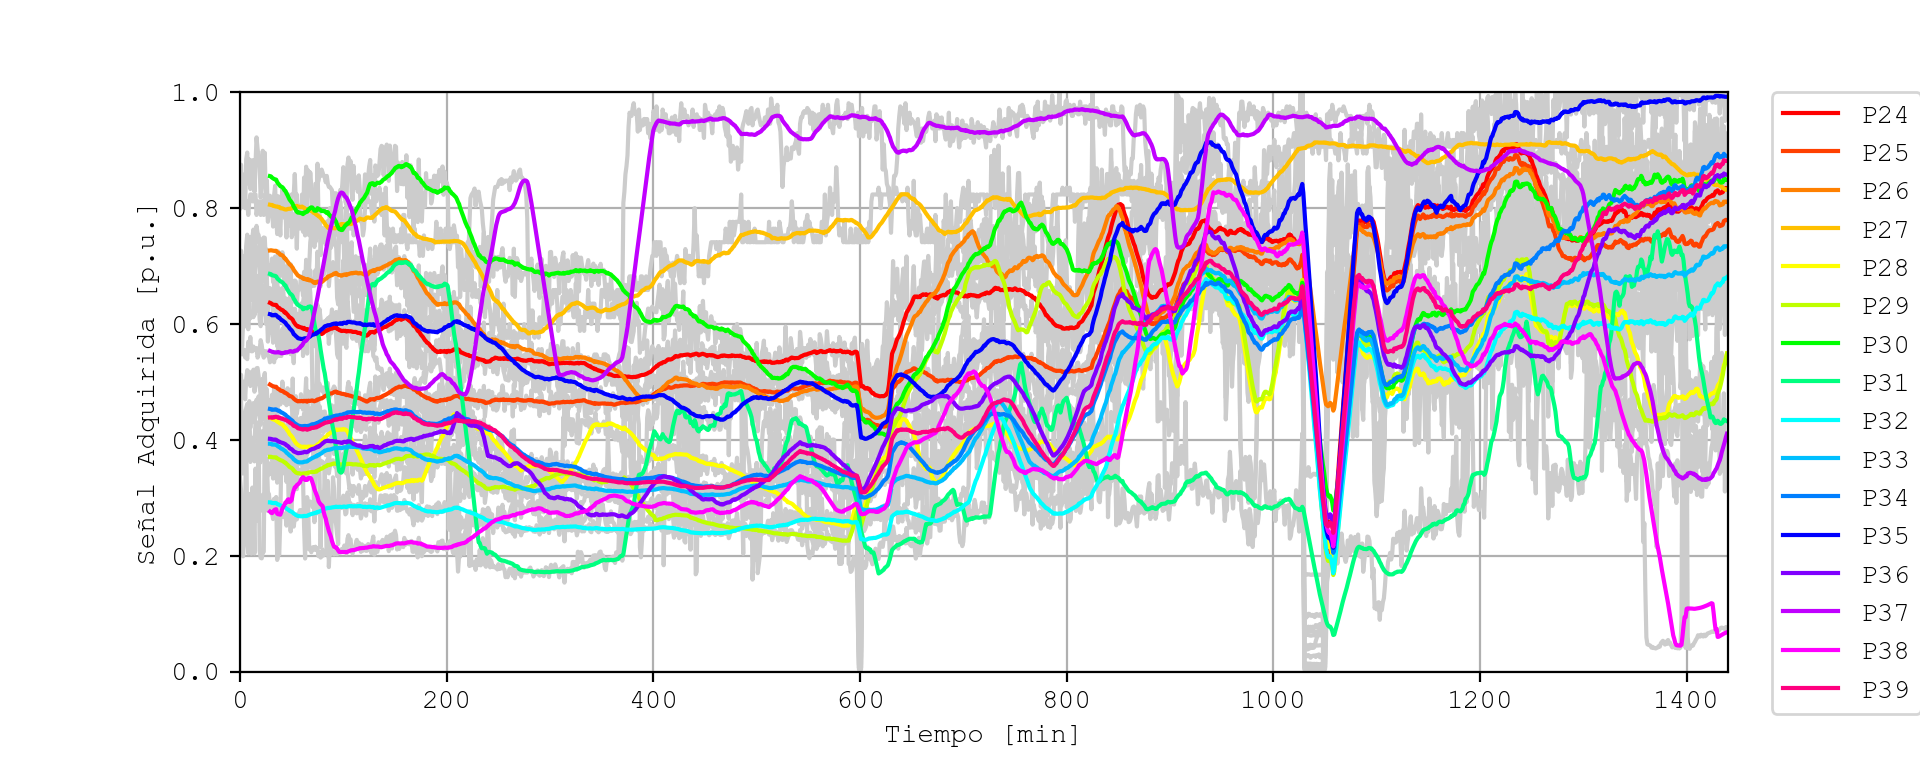 Señal Adquirida [p.u.]
1.0
0.8
0.6
0.4
0.2
0.0
0 200 400 600 800 1000 1200 1400
Tiempo [min]
P24
P25
P26
P27
P28
P29
P30
P31
P32
P33
P34
P35
P36
P37
P38
P39